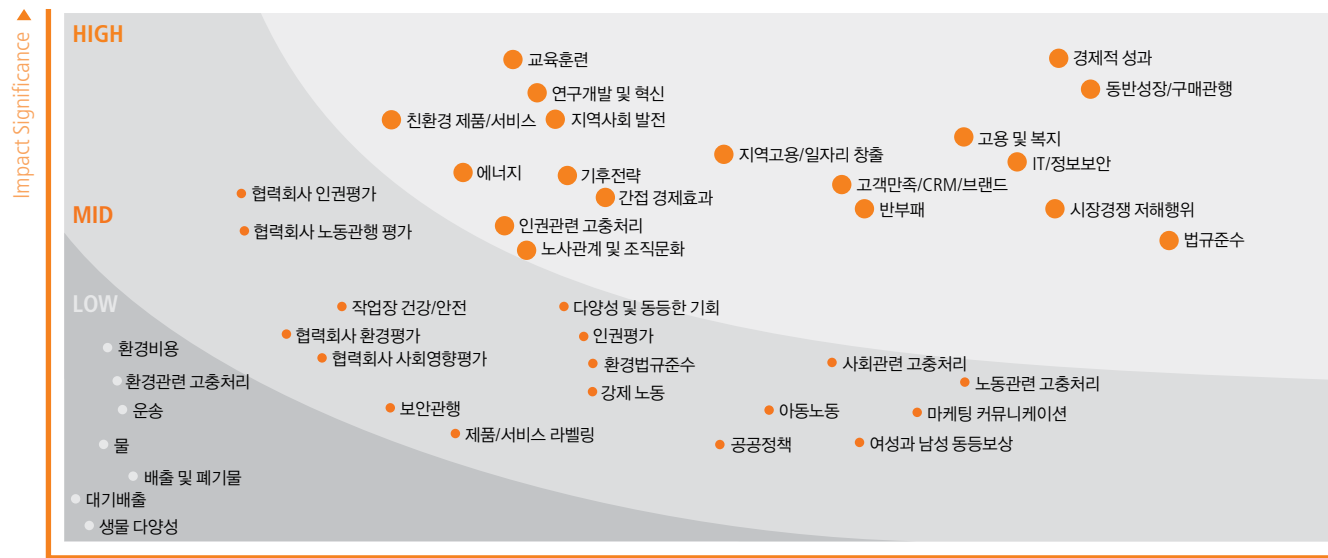 Impact Significance ▲
HIGH
교육훈련
경제적 성과
연구개발 및 혁신
동반성장/구매관행
친환경 제품/서비스
지역사회 발전
고용 및 복지
지역고용/일자리 창출
IT/정보보안
에너지
기후전략
고객만족/CRM/브랜드
협력회사 인권평가
간접 경제효과
MID
반부패
시장경쟁 저해행위
인권관련 고충처리
협력회사 노동관행 평가
법규준수
노사관계 및 조직문화
LOW
작업장 건강/안전
다양성 및 동등한 기회
협력회사 환경평가
인권평가
환경비용
협력회사 사회영향평가
환경법규준수
사회관련 고충처리
환경관련 고충처리
노동관련 고충처리
강제 노동
운송
보안관행
아동노동
마케팅 커뮤니케이션
제품/서비스 라벨링
물
공공정책
여성과 남성 동등보상
배출 및 폐기물
대기배출
생물 다양성